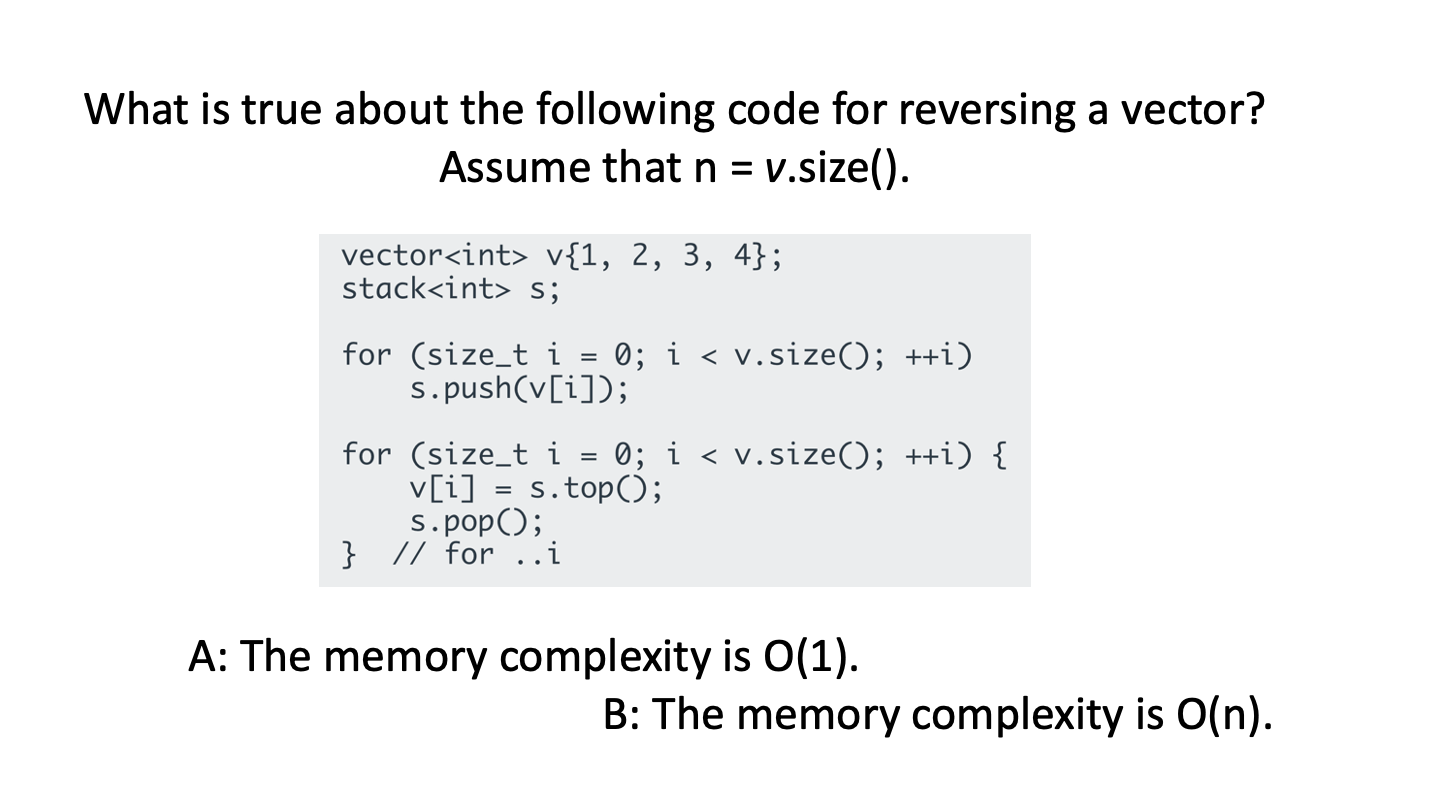 What is true about the following code for reversing a vector?
Assume that n = v.size().
vector<int> v{1, 2, 3, 4};
stack<int> s;
for (size_t i = 0; i < v.size(); ++i)
    s.push(v[i]);
for (size_t i = 0; i < v.size(); ++i) {
    v[i] = s.top();
    s.pop();
}  // for ..i
A: The memory complexity is O(1).
B: The memory complexity is O(n).